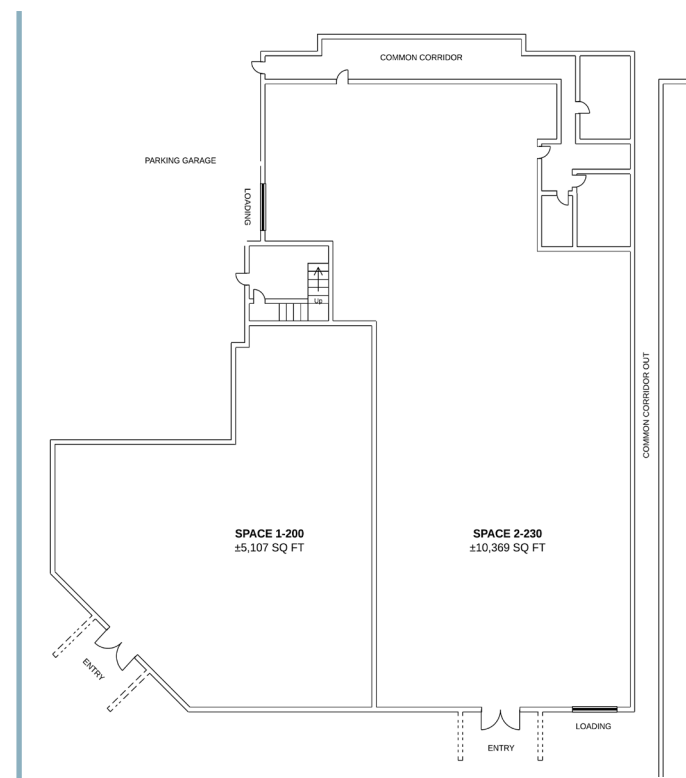 COMMON CORRIDOR
PARKING GARAGE
LOADING
Up
COMMON CORRIDOR OUT
SPACE 1-200
±5,107 SQ FT
SPACE 2-230
±10,369 SQ FT
ENTRY
LOADING
ENTRY